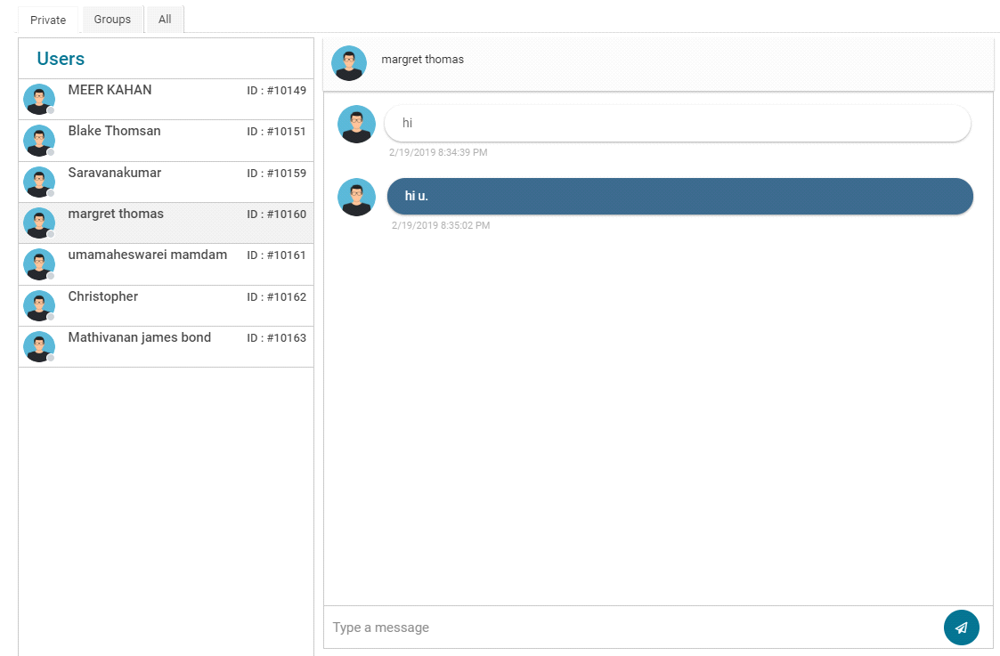 Private Groups All
Users
MEER KAHAN ID : #10149
Blake Thomsan ID : #10151
Saravanakumar ID : #10159
margret thomas ID : #10160
umamaheswarei mamdam ID : #10161
Christopher ID : #10162
Mathivanan james bond ID : #10163
margret thomas
hi
2/19/2019 8:34:39 PM
hi u.
2/19/2019 8:35:02 PM
Type a message